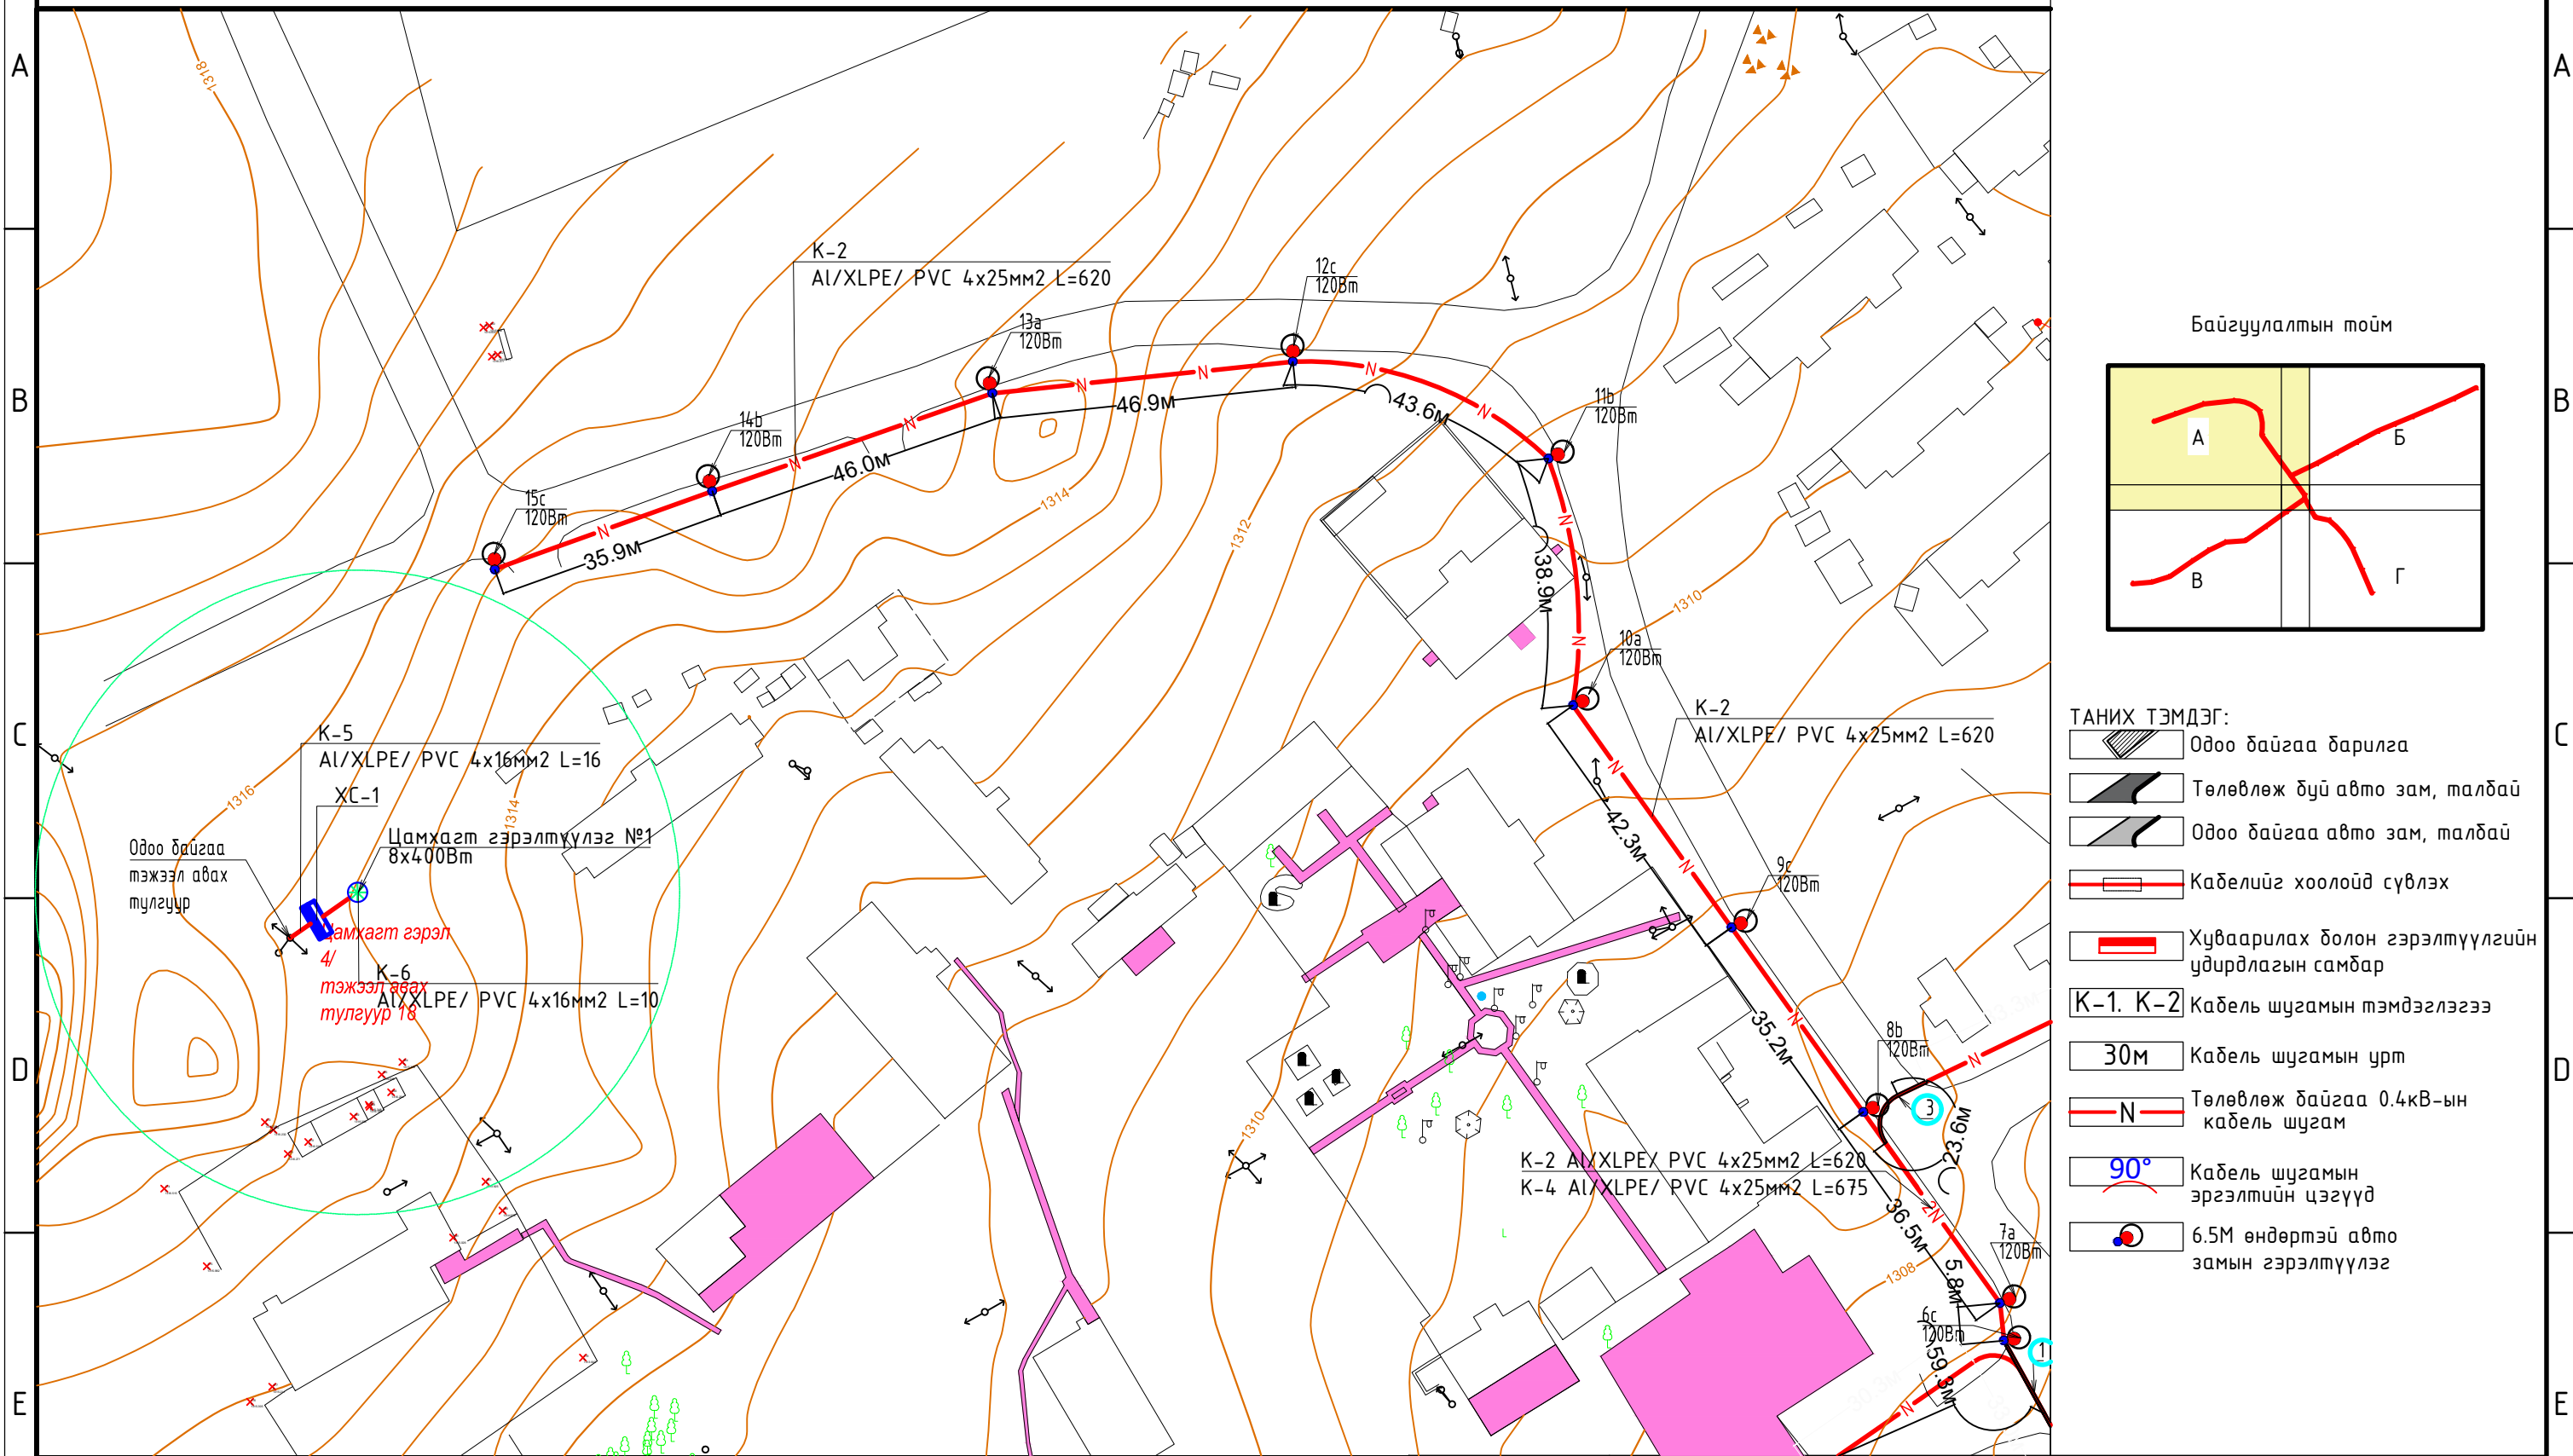 A
A
B
B
C
C
D
D
E
E
1318
К-2
Al/XLPE/ PVC 4x25мм2 L=620
12c
120Вт
13a
120Вт
14b
120Вт
15c
120Вт
11b
120Вт
10a
120Вт
9c
120Вт
8b
120Вт
7a
120Вт
6c
120Вт
N
N
N
N
N
N
N
N
N
N
N
N
N
N
2N
N
35.9м
46.0м
46.9м
43.6м
38.9м
42.3м
35.2м
36.5м
23.6м
5.8м
59.3м
1314
1312
1310
1316
1314
1310
1308
К-2
Al/XLPE/ PVC 4x25мм2 L=620
К-5
Al/XLPE/ PVC 4x16мм2 L=16
ХС-1
Цамхагт гэрэлтүүлэг №1
8x400Вт
Одоо байгаа
тэжээл авах
тулгуур
Цамхагт гэрэл
4/
тэжээл авах
тулгуур 18
К-6
Al/XLPE/ PVC 4x16мм2 L=10
К-2 Al/XLPE/ PVC 4x25мм2 L=620
К-4 Al/XLPE/ PVC 4x25мм2 L=675
3
1
Байгуулалтын тойм
А
Б
В
Г
ТАНИХ ТЭМДЭГ:
Одоо байгаа барилга
Төлөвлөж буй авто зам, талбай
Одоо байгаа авто зам, талбай
Кабелийг хоолойд сүвлэх
Хуваарилах болон гэрэлтүүлгийн
удирдлагын самбар
К-1. К-2 Кабель шугамын тэмдэглэгээ
30м Кабель шугамын урт
N Төлөвлөж байгаа 0.4кВ-ын
кабель шугам
90° Кабель шугамын
эргэлтийн цэгүүд
6.5М өндөртэй авто
замын гэрэлтүүлэг